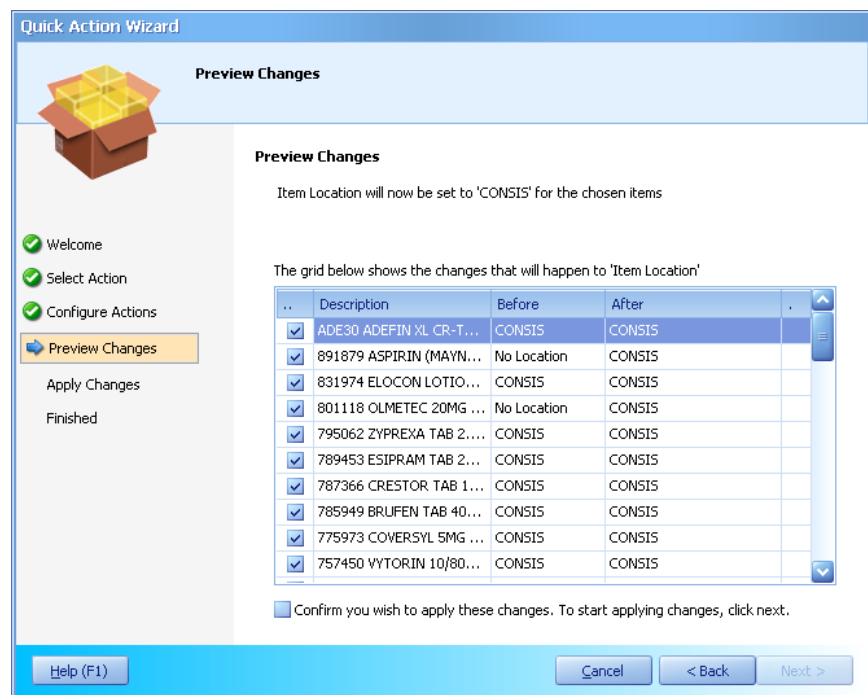 Quick Action Wizard
Preview Changes
Preview Changes
Item Location will now be set to 'CONSIS' for the chosen items
Welcome
Select Action
Configure Actions
Preview Changes
Apply Changes
Finished
The grid below shows the changes that will happen to 'Item Location'
.. Description Before After .
ADE30 ADEFIN XL CR-T... CONSIS CONSIS
891879 ASPIRIN (MAYN... No Location CONSIS
831974 ELOCON LOTIO... CONSIS CONSIS
801118 OLMETEC 20MG ... No Location CONSIS
795062 ZYPREXA TAB 2.... CONSIS CONSIS
789453 ESIPRAM TAB 2... CONSIS CONSIS
787366 CRESTOR TAB 1... CONSIS CONSIS
785949 BRUFEN TAB 40... CONSIS CONSIS
775973 COVERSYL 5MG ... CONSIS CONSIS
757450 VYTORIN 10/80... CONSIS CONSIS
Confirm you wish to apply these changes. To start applying changes, click next.
Help (F1) Cancel < Back Next >